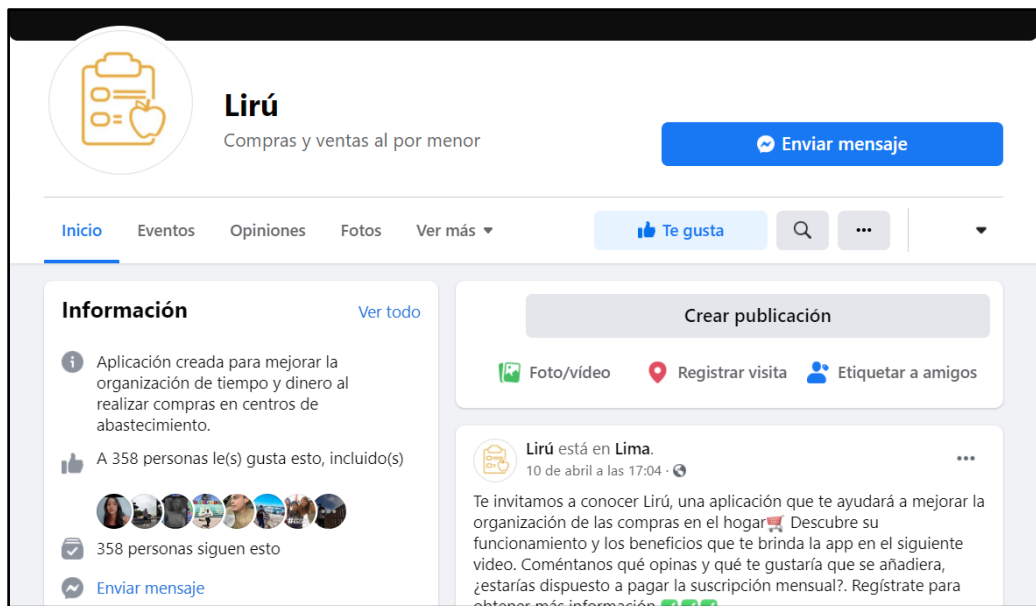 Lirú
Compras y ventas al por menor
Enviar mensaje
Inicio
Eventos
Opiniones
Fotos
Ver más
Te gusta
Información
Ver todo
Aplicación creada para mejorar la
organización de tiempo y dinero al
realizar compras en centros de
abastecimiento.
A 358 personas le(s) gusta esto, incluido(s)
358 personas siguen esto
Enviar mensaje
Crear publicación
Foto/vídeo
Registrar visita
Etiquetar a amigos
Lirú está en Lima.
10 de abril a las 17:04 ·
Te invitamos a conocer Lirú, una aplicación que te ayudará a mejorar la
organización de las compras en el hogar🛒 Descubre su
funcionamiento y los beneficios que te brinda la app en el siguiente
video. Coméntanos qué opinas y qué te gustaría que se añadiera,
¿estarías dispuesto a pagar la suscripción mensual?. Regístrate para
obtener más información ✅✅✅